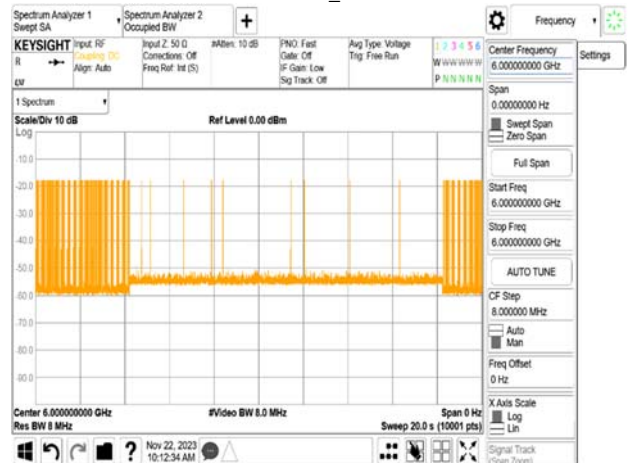 Spectrum Analyzer 1
Swept SA
Spectrum Analyzer 2
Occupied BW
Frequency
KEYSIGHT
R
Input: RF
Coupling: DC
Align: Auto
Input Z: 50 Ω
Corrections: Off
Freq Ref: Int (S)
#Atten: 10 dB
PNO: Fast
Gate: Off
IF Gain: Low
Sig Track: Off
Avg Type: Voltage
Trig: Free Run
1 2 3 4 5 6
W W W W W W
P N N N N N
Center Frequency
6.000000000 GHz
Settings
Span
0.00000000 Hz
Swept Span
Zero Span
Full Span
Start Freq
6.000000000 GHz
Stop Freq
6.000000000 GHz
AUTO TUNE
CF Step
8.000000 MHz
Auto
Man
Freq Offset
0 Hz
X Axis Scale
Log
Lin
Signal Track
(Span Zoom)
1 Spectrum
Scale/Div 10 dB
Ref Level 0.00 dBm
Log
-10.0
-20.0
-30.0
-40.0
-50.0
-60.0
-70.0
-80.0
-90.0
Center 6.000000000 GHz
#Video BW 8.0 MHz
Span 0 Hz
Res BW 8 MHz
Sweep 20.0 s (10001 pts)
Nov 22, 2023
10:12:34 AM